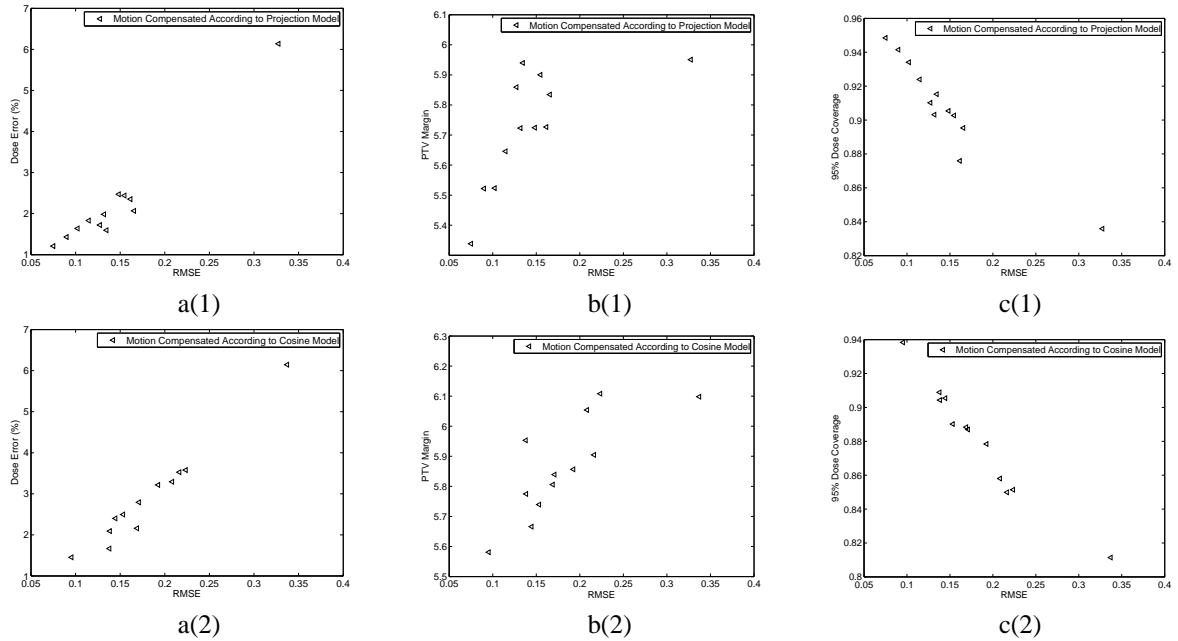 Motion Compensated According to Projection Model
7
6
5
4
3
2
1
Dose Error (%)
0.05 0.1 0.15 0.2 0.25 0.3 0.35 0.4
RMSE
a(1)
Motion Compensated According to Projection Model
6.1
6
5.9
5.8
5.7
5.6
5.5
5.4
PTV Margin
0.05 0.1 0.15 0.2 0.25 0.3 0.35 0.4
RMSE
b(1)
Motion Compensated According to Projection Model
0.96
0.94
0.92
0.9
0.88
0.86
0.84
0.82
95% Dose Coverage
0.05 0.1 0.15 0.2 0.25 0.3 0.35 0.4
RMSE
c(1)
Motion Compensated According to Cosine Model
7
6
5
4
3
2
1
Dose Error (%)
0.05 0.1 0.15 0.2 0.25 0.3 0.35 0.4
RMSE
a(2)
Motion Compensated According to Cosine Model
6.3
6.2
6.1
6
5.9
5.8
5.7
5.6
5.5
PTV Margin
0.05 0.1 0.15 0.2 0.25 0.3 0.35 0.4
RMSE
b(2)
Motion Compensated According to Cosine Model
0.94
0.92
0.9
0.88
0.86
0.84
0.82
0.8
95% Dose Coverage
0.05 0.1 0.15 0.2 0.25 0.3 0.35 0.4
RMSE
c(2)